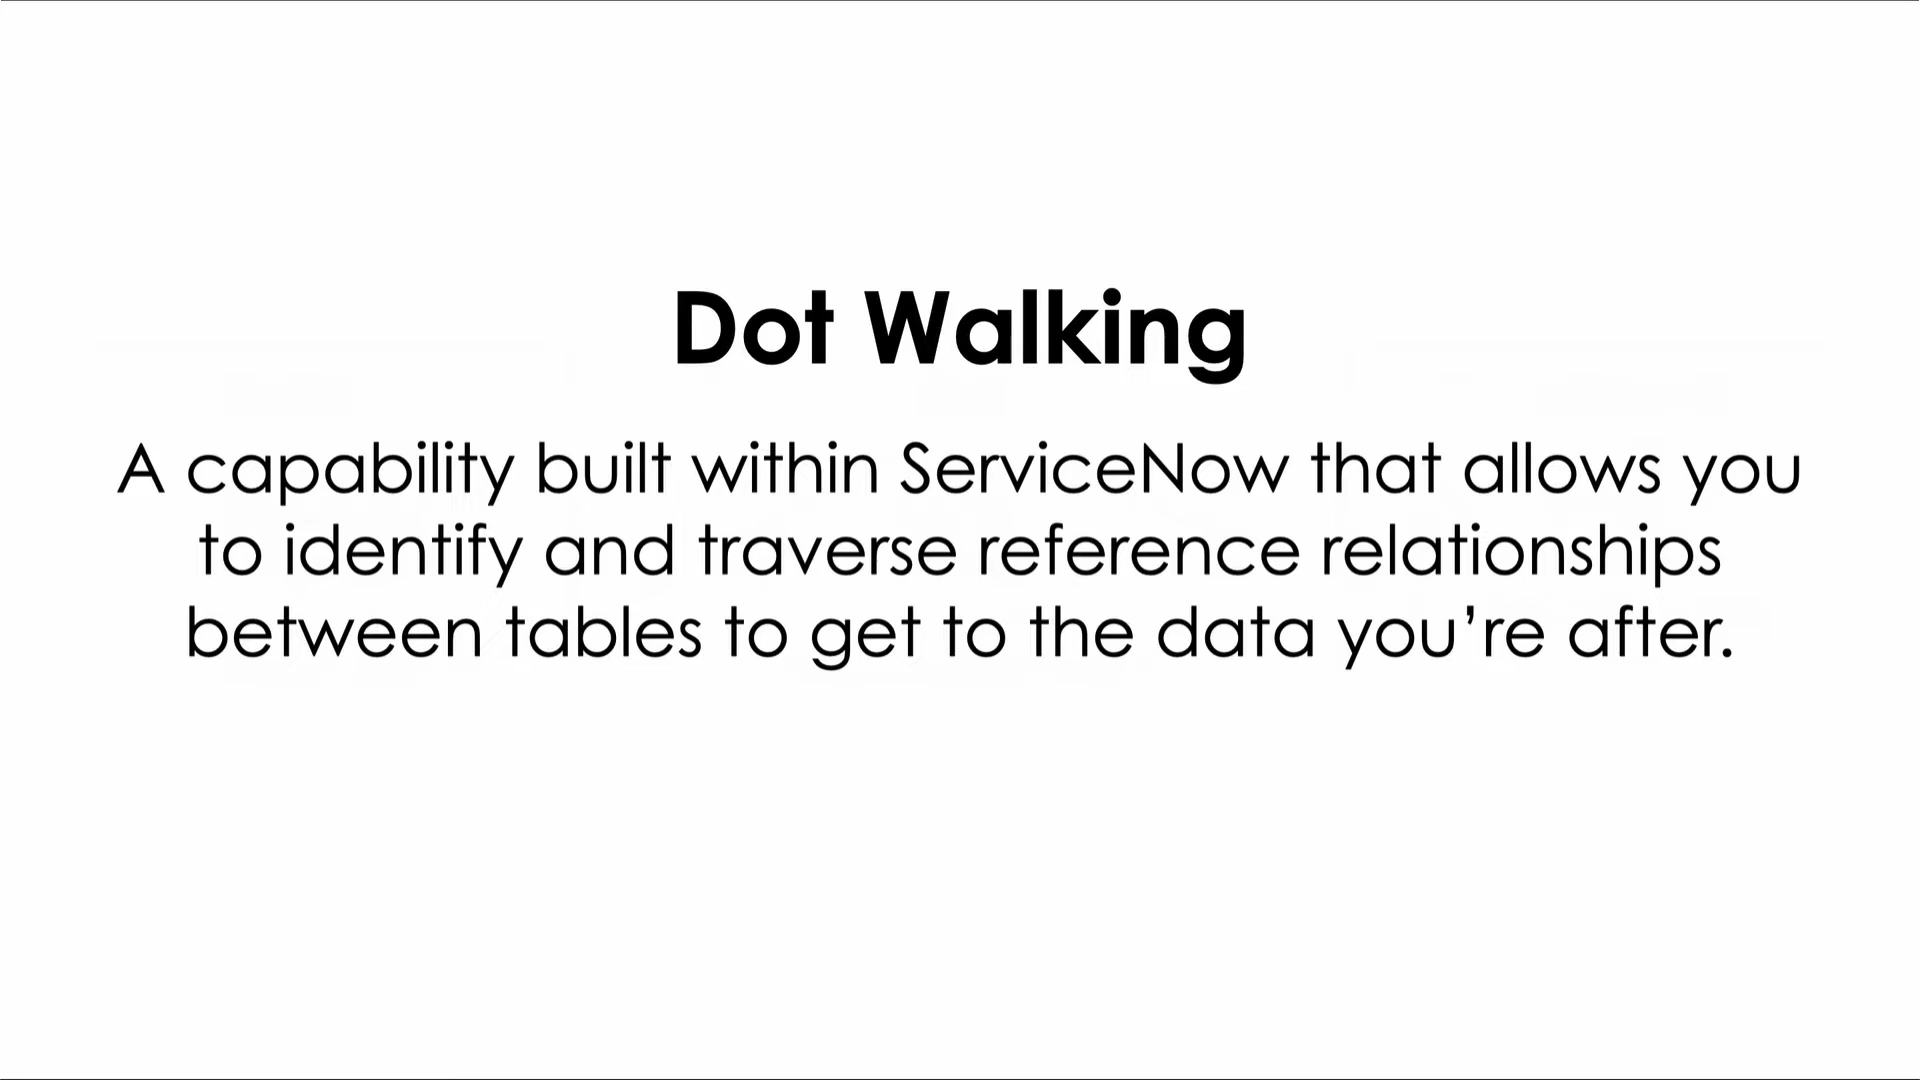 Dot Walking
A capability built within ServiceNow that allows you
to identify and traverse reference relationships
between tables to get to the data you’re after.